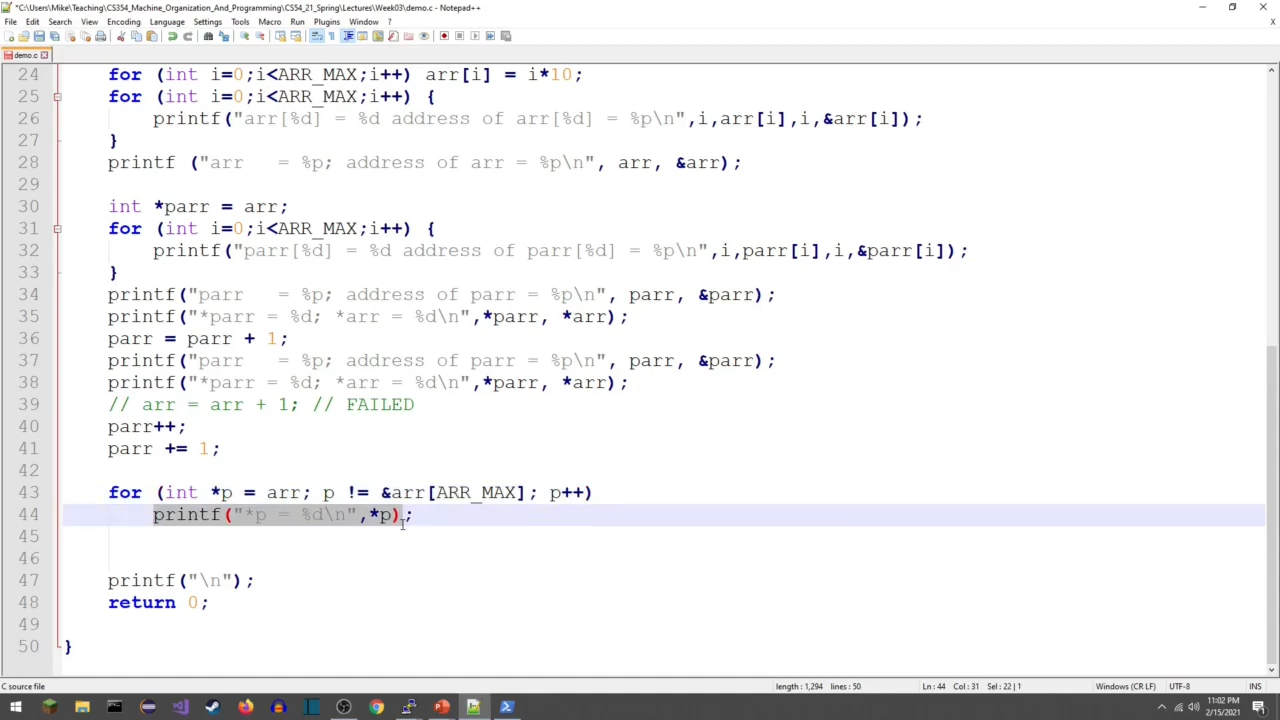 *C:\Users\Mike\Teaching\CS354_Machine_Organization_And_Programming\CS54_21_Spring\Lectures\Week03\demo.c - Notepad++
File Edit Search View Encoding Language Settings Tools Macro Run Plugins Window ?
X
demo.c
24 for (int i=0;i<ARR_MAX;i++) arr[i] = i*10;
25 for (int i=0;i<ARR_MAX;i++) {
26 printf("arr[%d] = %d address of arr[%d] = %p\n",i,arr[i],i,&arr[i]);
27 }
28 printf ("arr   = %p; address of arr = %p\n", arr, &arr);
29
30 int *parr = arr;
31 for (int i=0;i<ARR_MAX;i++) {
32 printf("parr[%d] = %d address of parr[%d] = %p\n",i,parr[i],i,&parr[i]);
33 }
34 printf("parr   = %p; address of parr = %p\n", parr, &parr);
35 printf("*parr = %d; *arr = %d\n",*parr, *arr);
36 parr = parr + 1;
37 printf("parr   = %p; address of parr = %p\n", parr, &parr);
38 printf("*parr = %d; *arr = %d\n",*parr, *arr);
39 // arr = arr + 1; // FAILED
40 parr++;
41 parr += 1;
42
43 for (int *p = arr; p != &arr[ARR_MAX]; p++)
44 printf("*p = %d\n",*p);
45
46
47 printf("\n");
48 return 0;
49
50 }
C source file length : 1,294 lines : 50 Ln : 44 Col : 31 Sel : 22 | 1 Windows (CR LF) UTF-8 INS
11:02 PM
2/15/2021